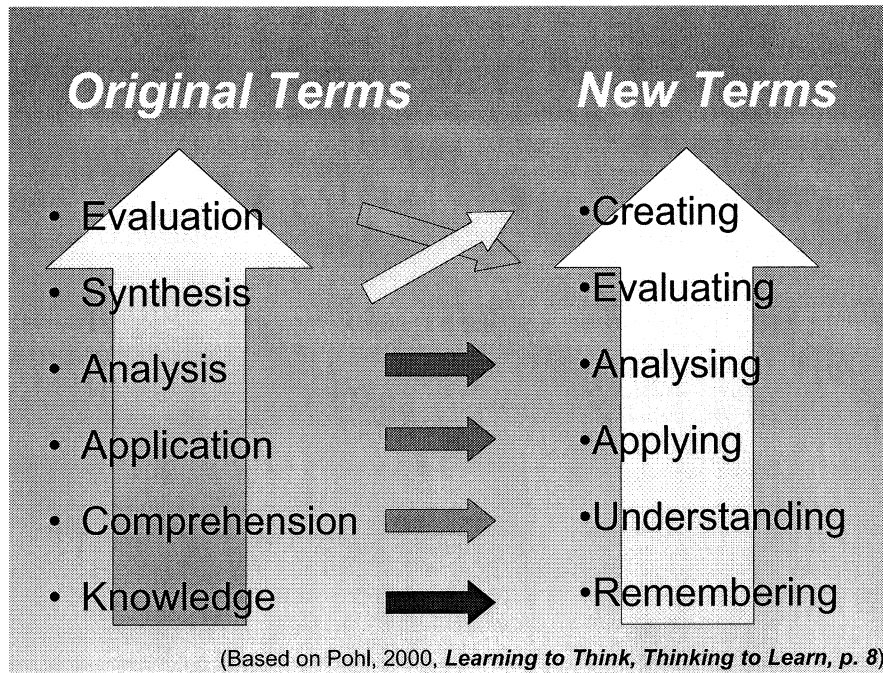 Original Terms
New Terms
• Evaluation
• Synthesis
• Analysis
• Application
• Comprehension
• Knowledge
•Creating
•Evaluating
•Analysing
•Applying
•Understanding
•Remembering
(Based on Pohl, 2000, Learning to Think, Thinking to Learn, p. 8)